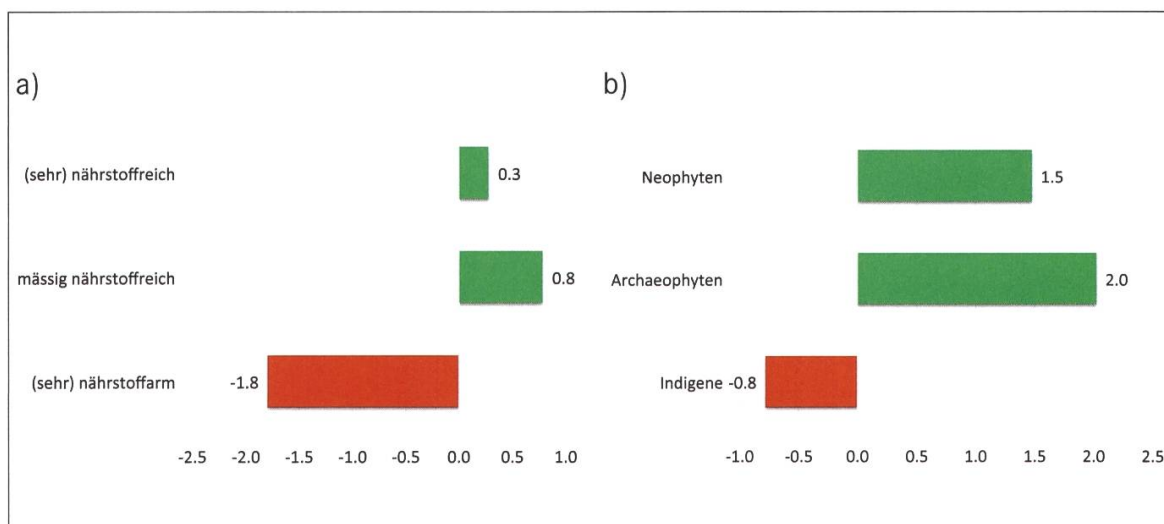 a)
(sehr) nährstoffreich 0.3
mässig nährstoffreich 0.8
(sehr) nährstoffarm -1.8
-2.5 -2.0 -1.5 -1.0 -0.5 0.0 0.5 1.0
b)
Neophyten 1.5
Archaeophyten 2.0
Indigene -0.8
-1.0 -0.5 0.0 0.5 1.0 1.5 2.0 2.5